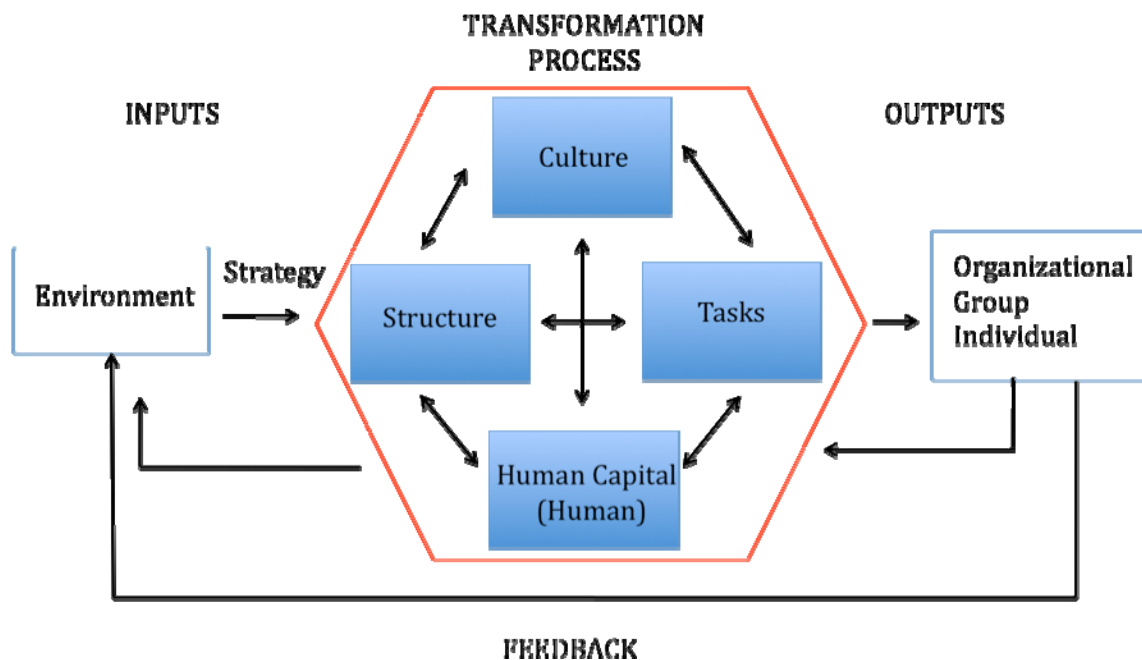 TRANSFORMATION
PROCESS
INPUTS
OUTPUTS
Culture
Environment
Strategy
Structure
Tasks
Organizational
Group
Individual
Human Capital
(Human)
FEEDBACK